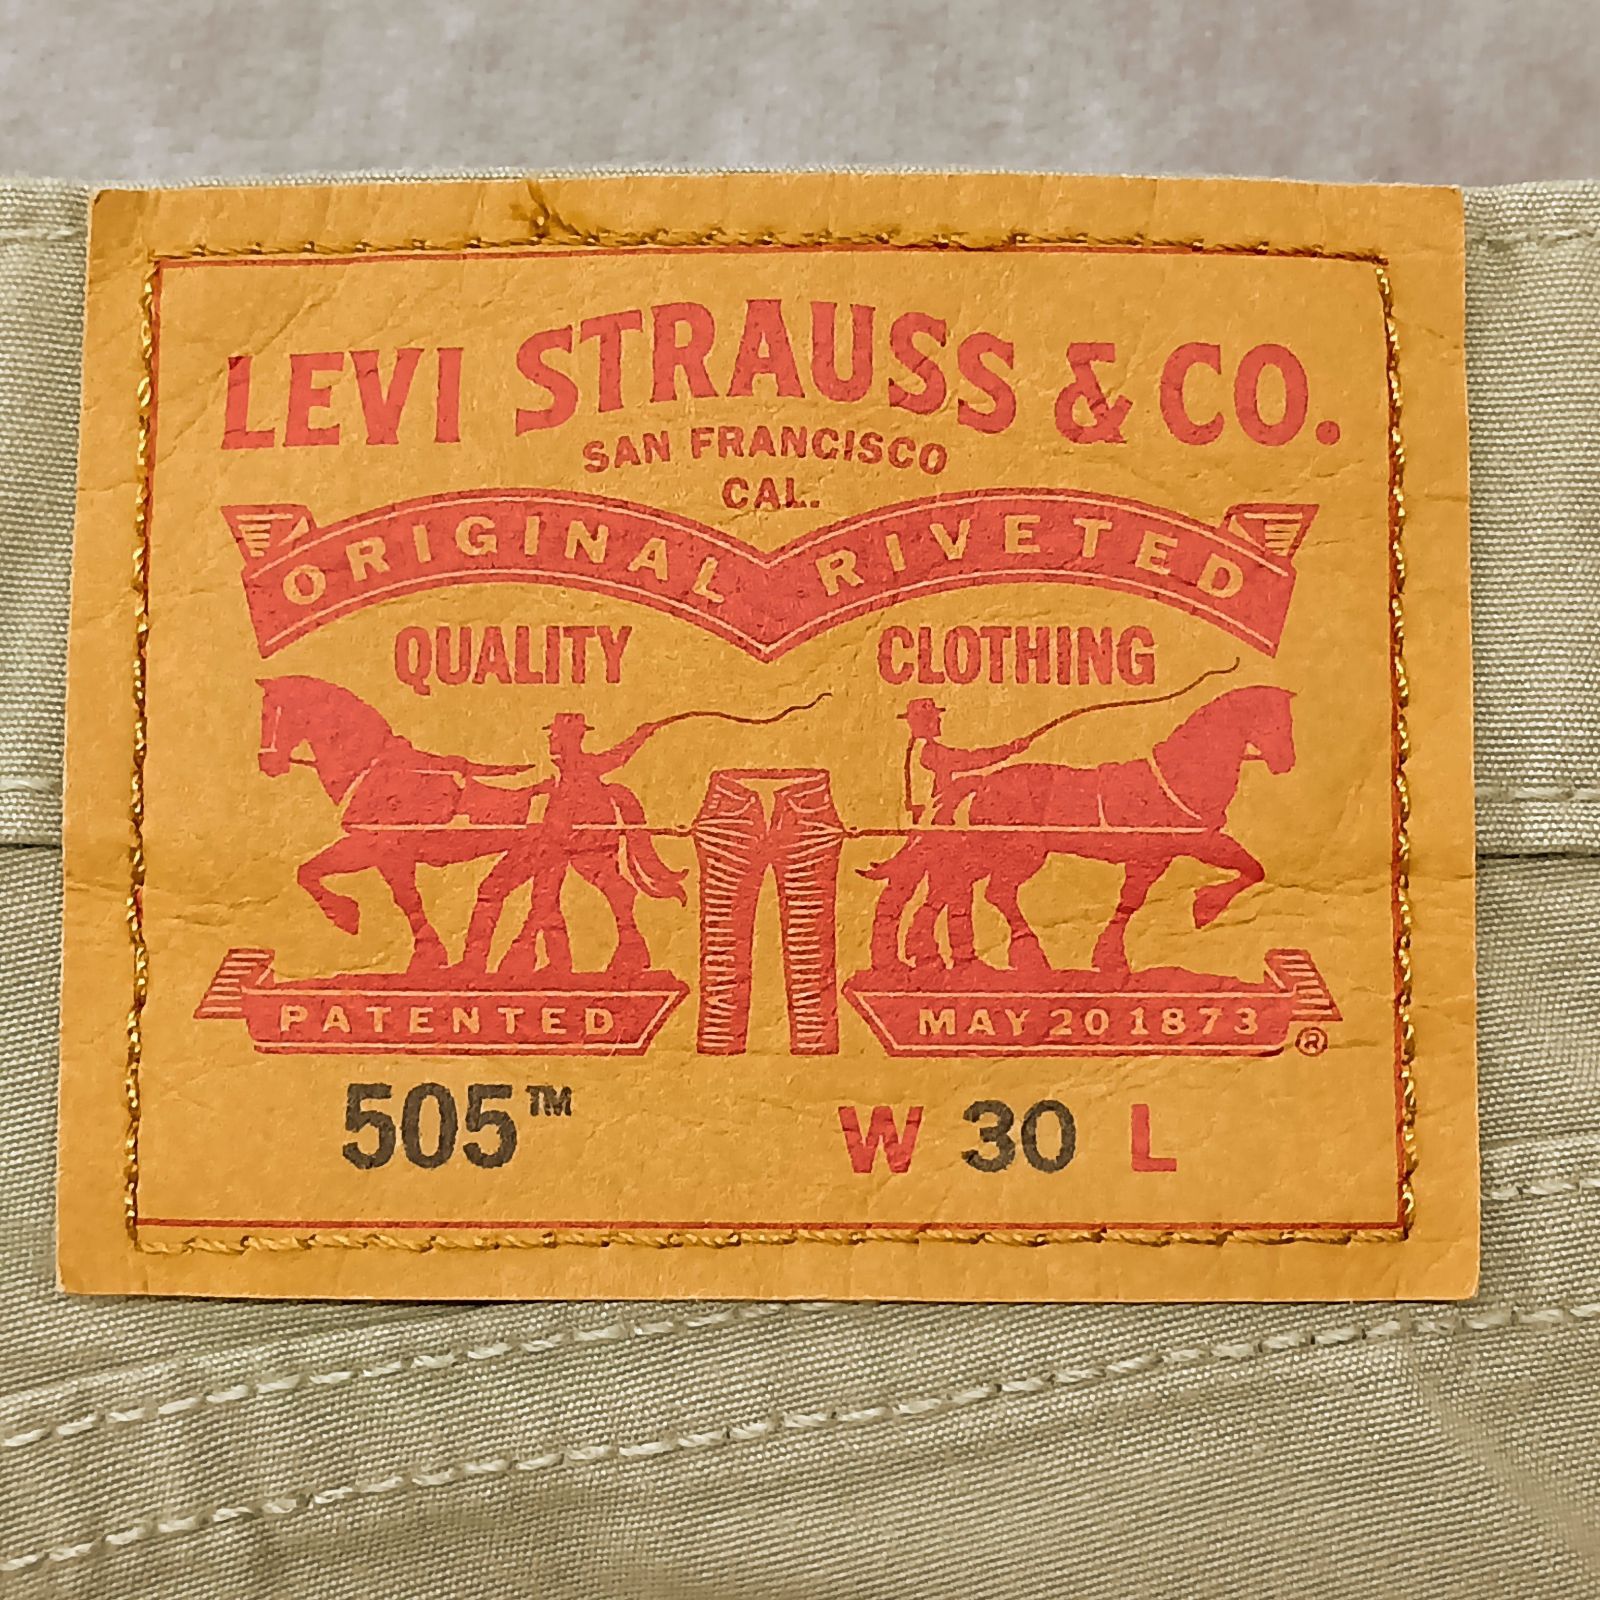 LEVI STRAUSS & CO.
SAN FRANCISCO
CAL.
ORIGINAL RIVETED
QUALITY CLOTHING
PATENTED MAY 20 1873 ®
505™ W 30 L